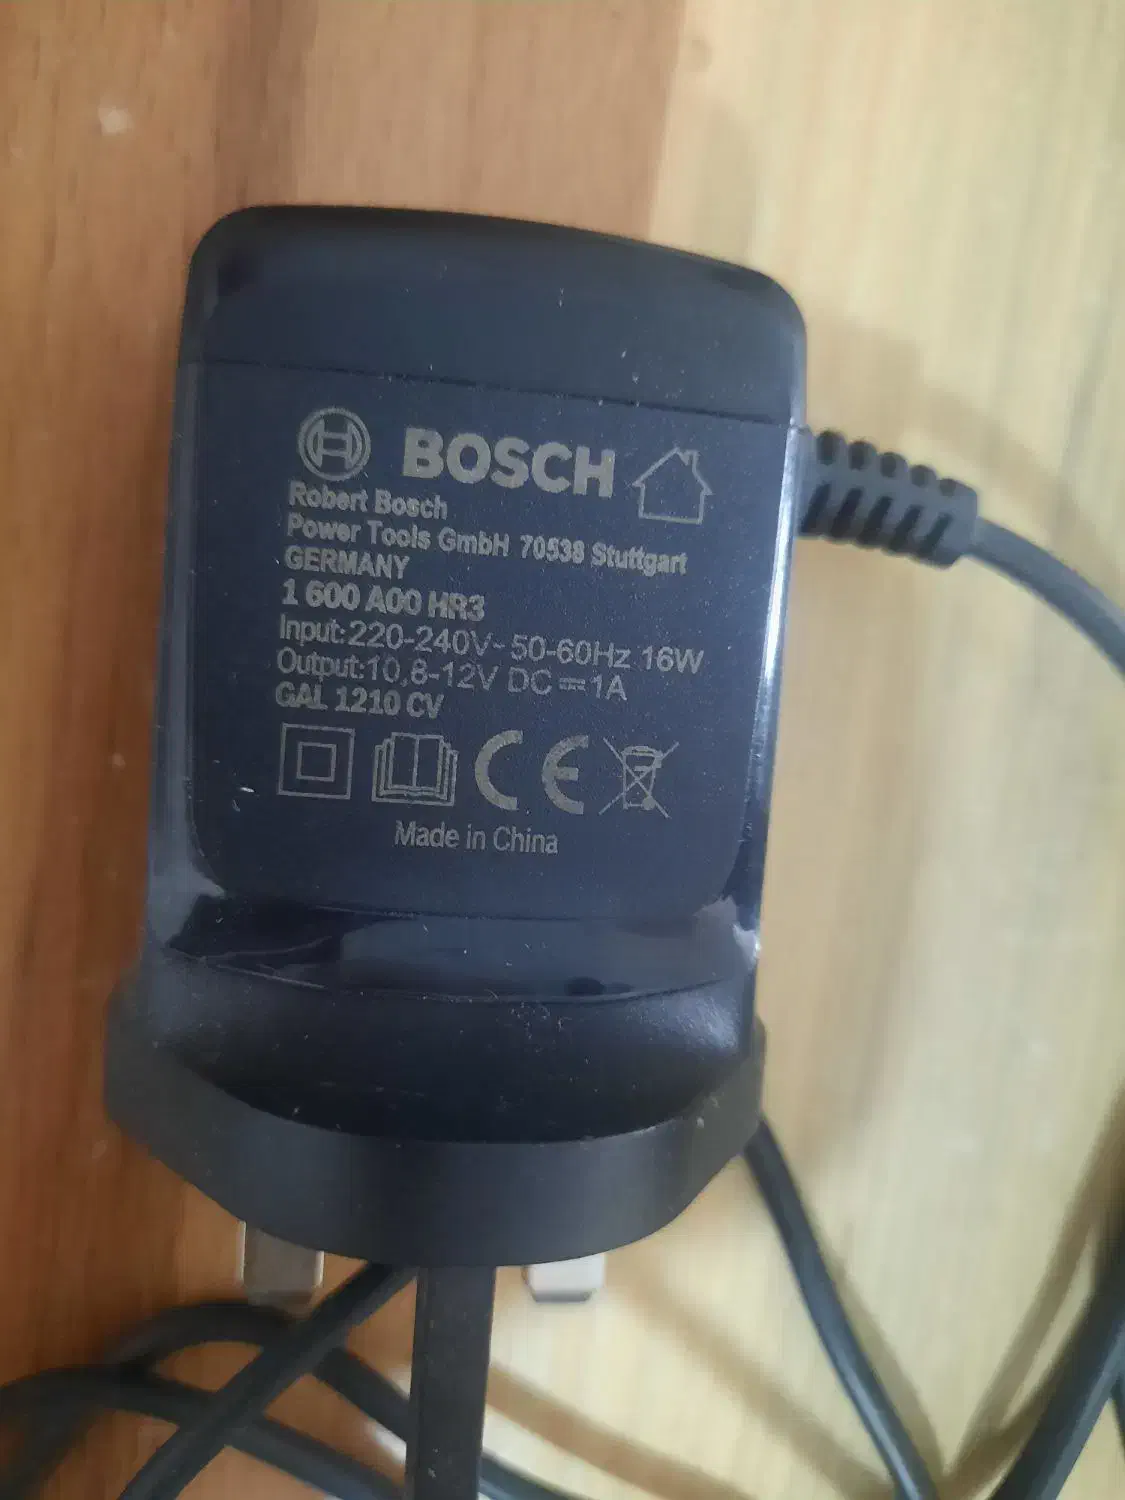 BOSCH
Robert Bosch
Power Tools GmbH 70538 Stuttgart
GERMANY
1 600 A00 HR3
Input:220-240V~ 50-60Hz 16W
Output:10,8-12V DC⎓1A
GAL 1210 CV
CE
Made in China